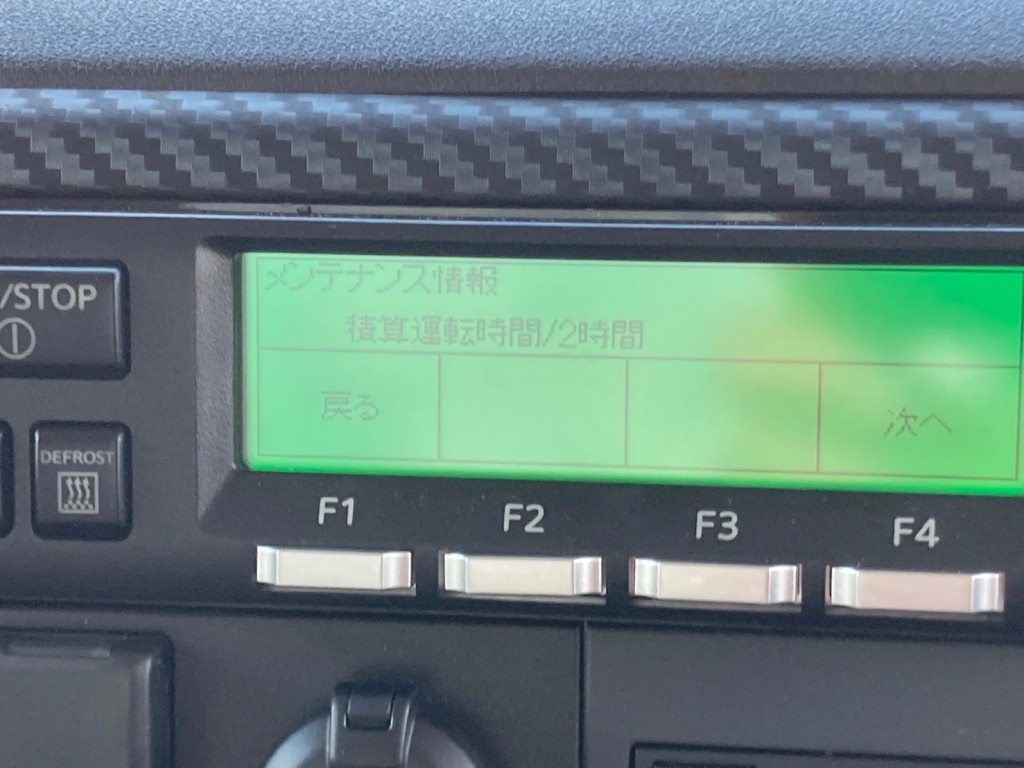 メンテナンス情報
積算運転時間/2時間
戻る 次へ
/STOP
DEFROST
F1 F2 F3 F4